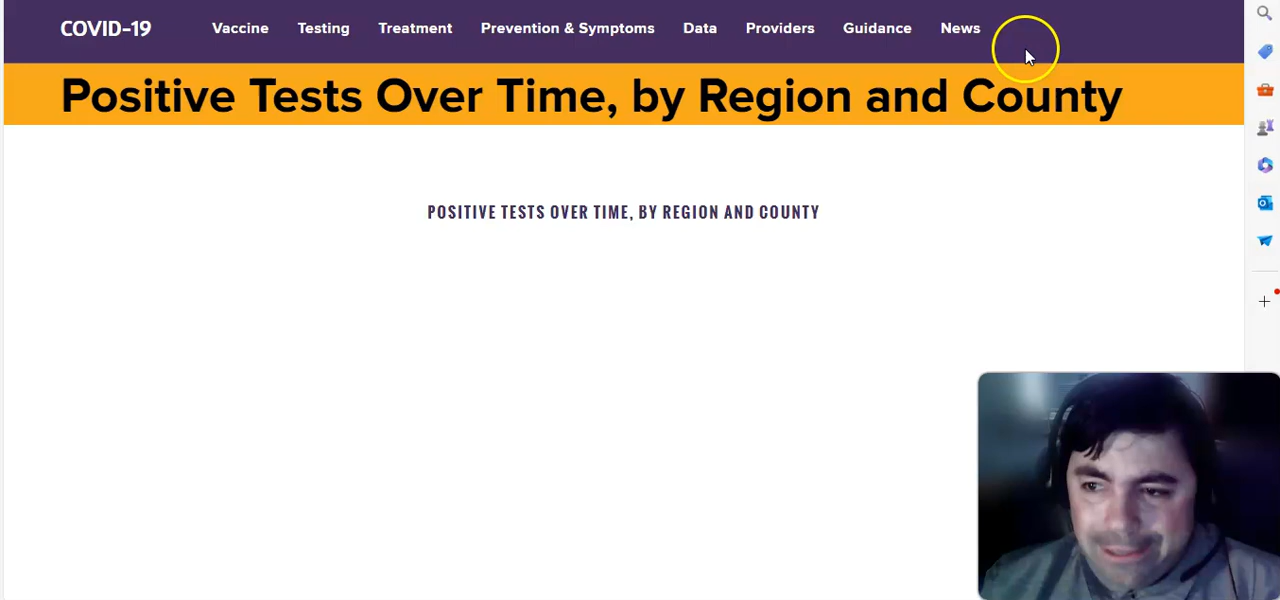 COVID-19 Vaccine Testing Treatment Prevention & Symptoms Data Providers Guidance News
Positive Tests Over Time, by Region and County
POSITIVE TESTS OVER TIME, BY REGION AND COUNTY